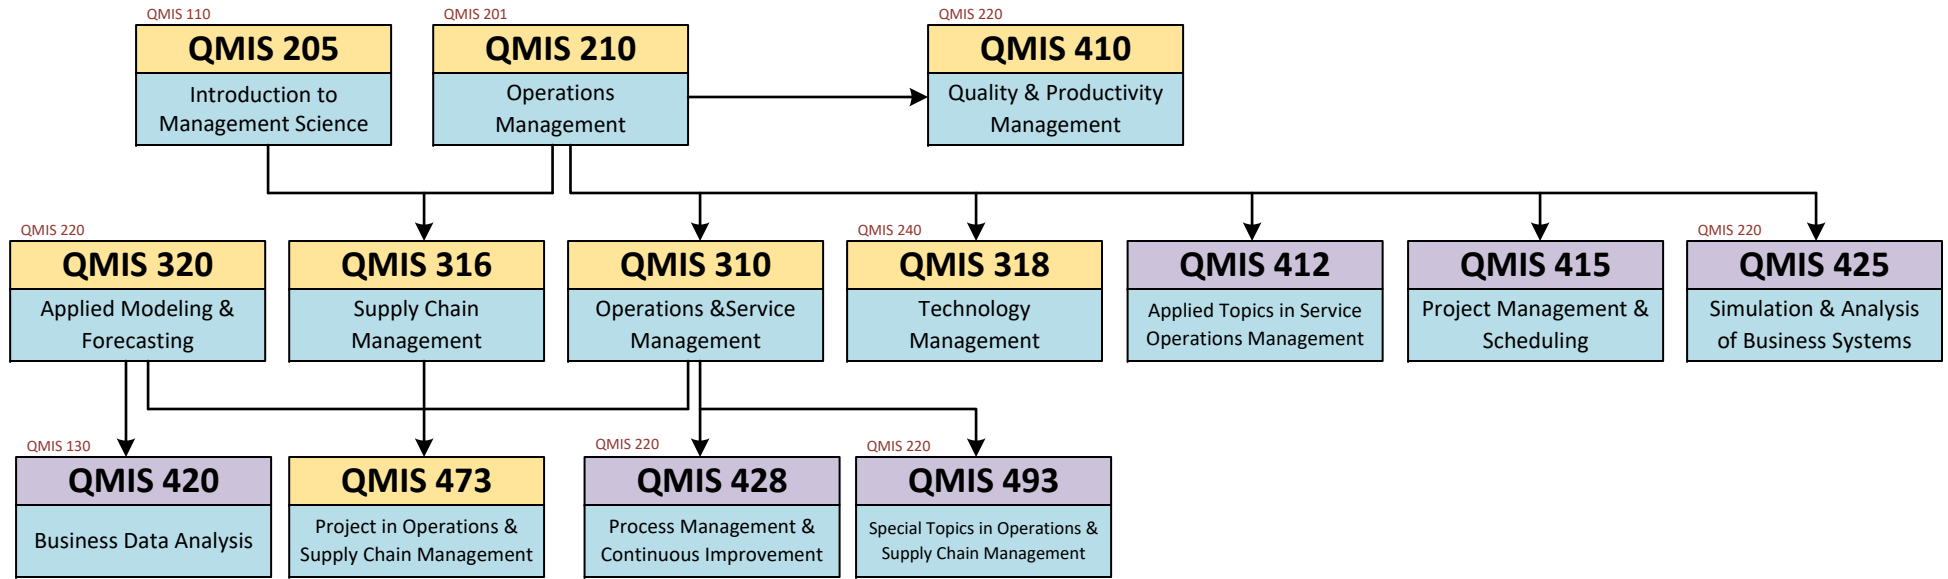 QMIS 110
QMIS 205
Introduction to
Management Science
QMIS 201
QMIS 210
Operations
Management
QMIS 220
QMIS 410
Quality & Productivity
Management
QMIS 220
QMIS 320
Applied Modeling &
Forecasting
QMIS 316
Supply Chain
Management
QMIS 310
Operations &Service
Management
QMIS 240
QMIS 318
Technology
Management
QMIS 412
Applied Topics in Service
Operations Management
QMIS 415
Project Management &
Scheduling
QMIS 220
QMIS 425
Simulation & Analysis
of Business Systems
QMIS 130
QMIS 420
Business Data Analysis
QMIS 473
Project in Operations &
Supply Chain Management
QMIS 220
QMIS 428
Process Management &
Continuous Improvement
QMIS 220
QMIS 493
Special Topics in Operations &
Supply Chain Management